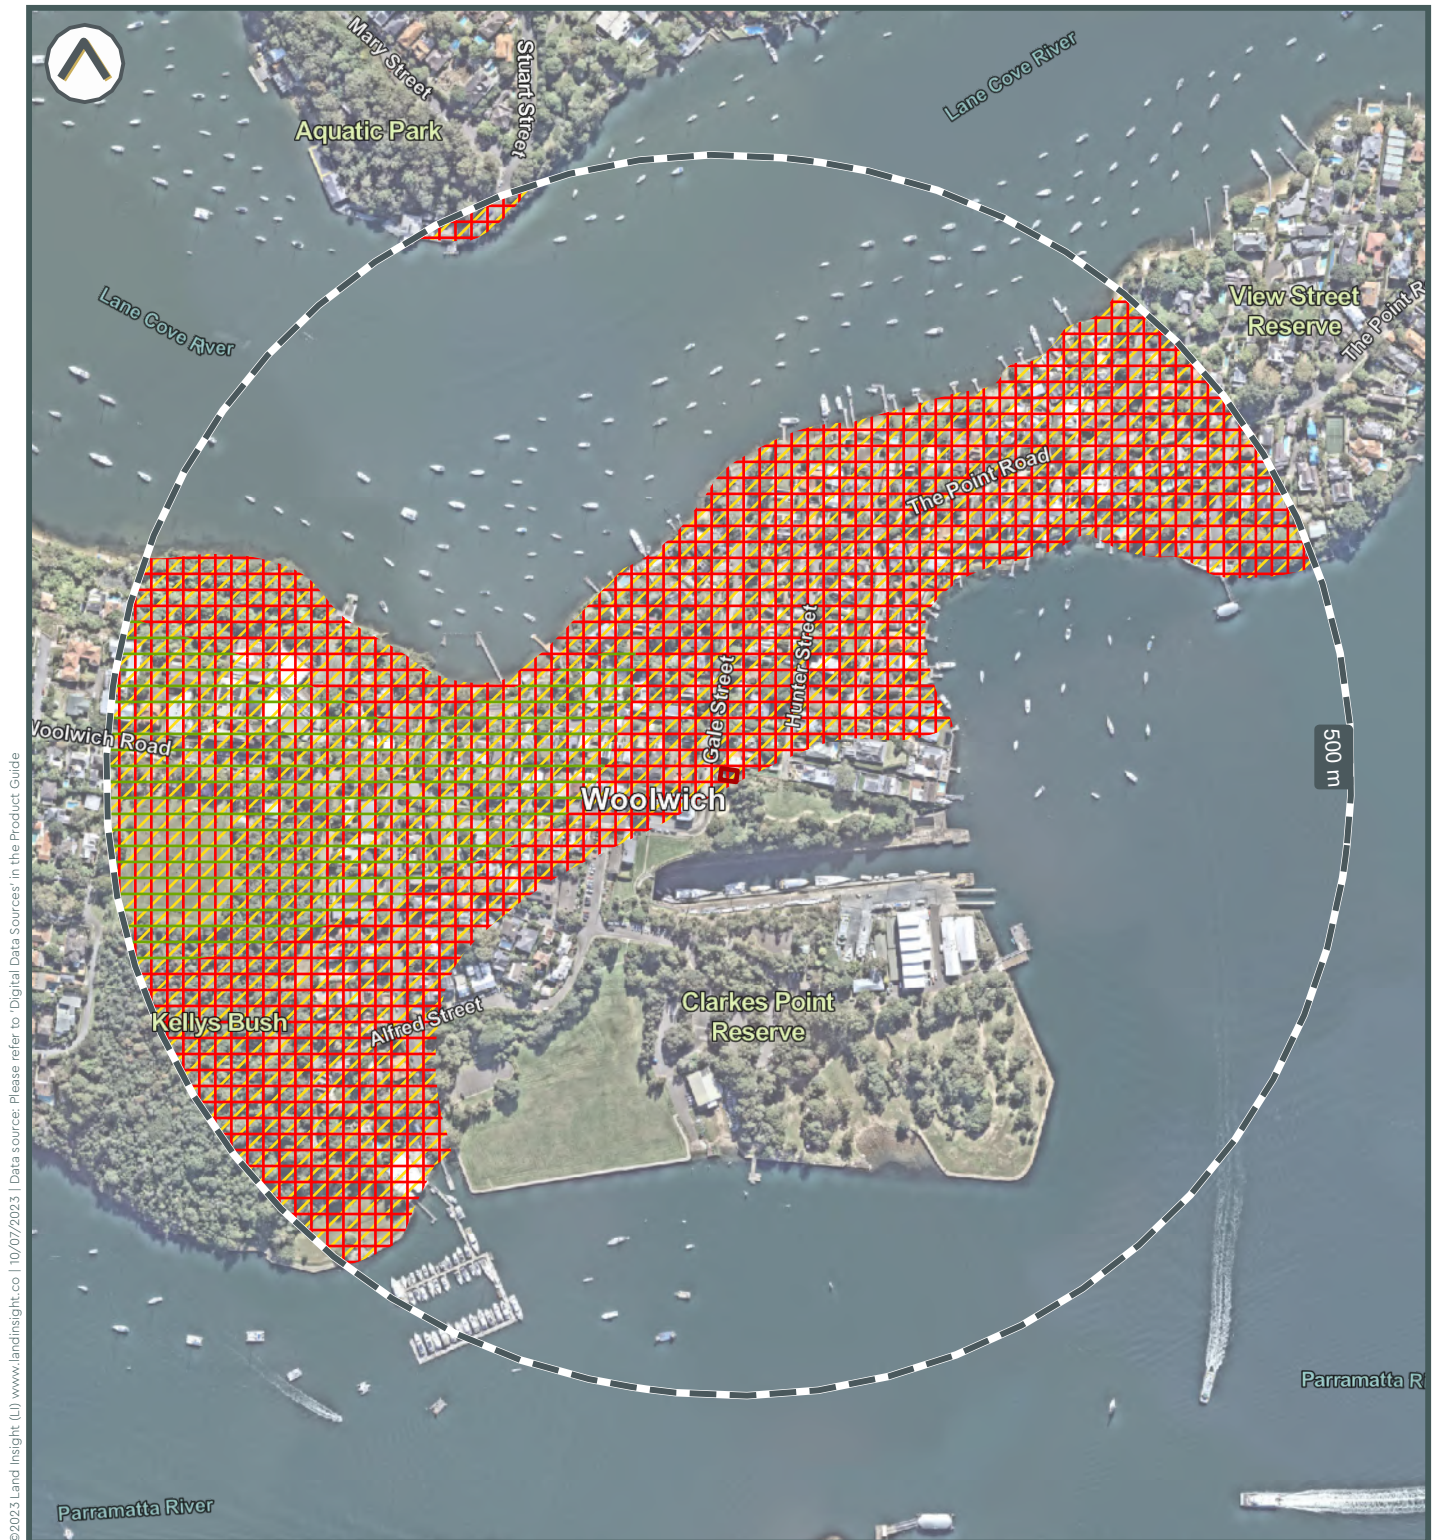 Mary Street
Stuart Street
Lane Cove River
Aquatic Park
View Street
Reserve
The Point R
Lane Cove River
The Point Road
Hunter Street
Gale Street
Woolwich Road
500 m
Woolwich
Clarkes Point
Reserve
Kellys Bush
Alfred Street
Parramatta Ri
Parramatta River
©2023 Land Insight (LI) www.landinsight.co | 10/07/2023 | Data source: Please refer to 'Digital Data Sources' in the Product Guide